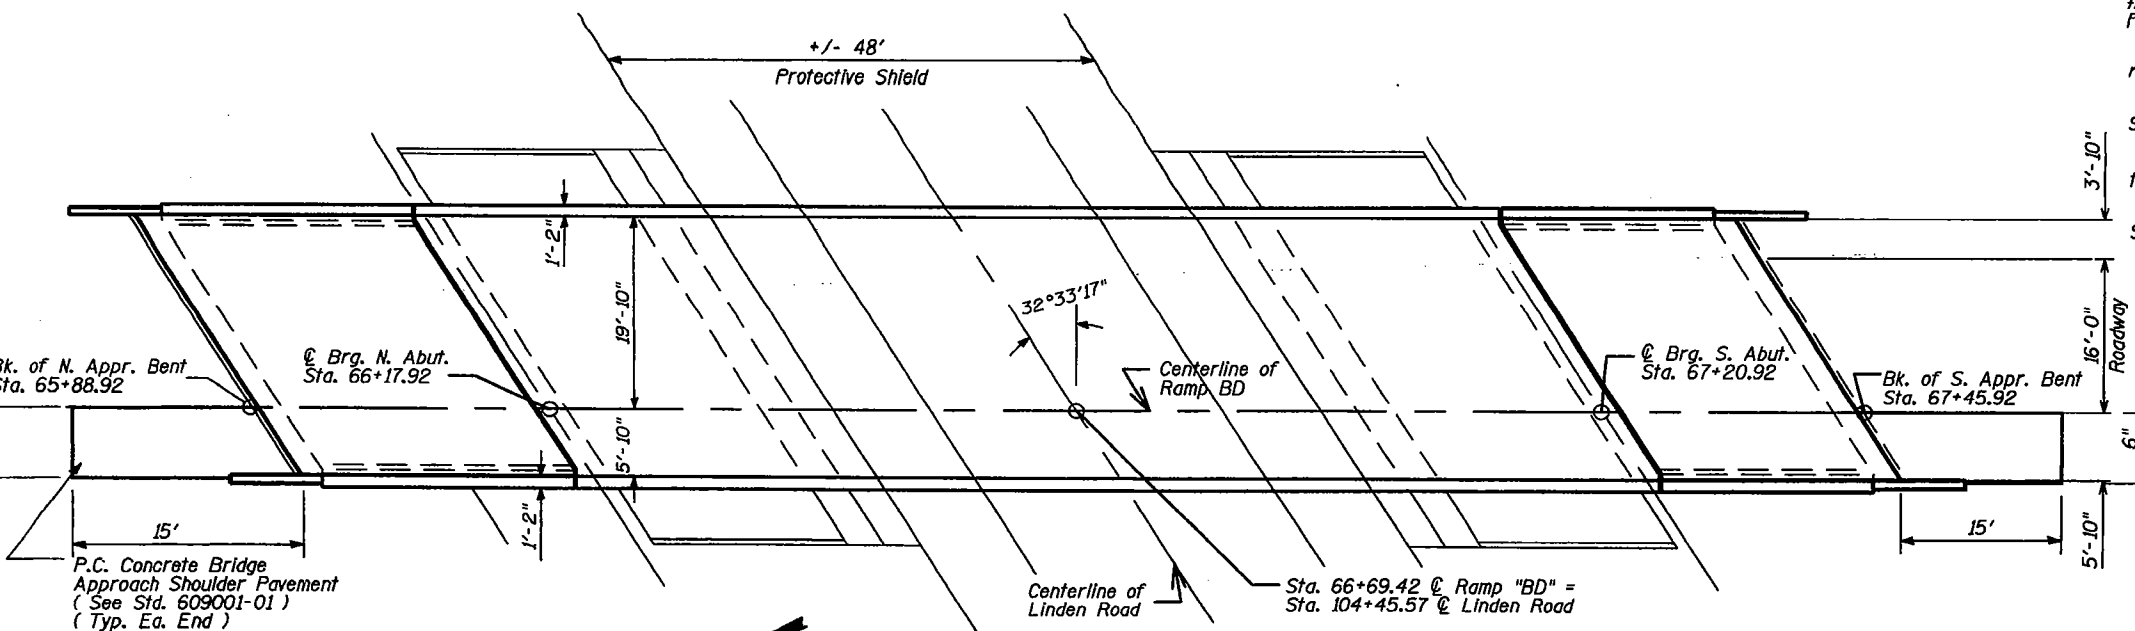 +/- 48'
Protective Shield
3'-10"
1'-2"
19'-10"
32°33'17"
16'-0"
Roadway
Bk. of N. Appr. Bent
Sta. 65+88.92
℄ Brg. N. Abut.
Sta. 66+17.92
Centerline of
Ramp BD
℄ Brg. S. Abut.
Sta. 67+20.92
Bk. of S. Appr. Bent
Sta. 67+45.92
5'-10"
6"
1'-2"
15'
15'
5'-10"
P.C. Concrete Bridge
Approach Shoulder Pavement
( See Std. 609001-01 )
( Typ. Ea. End )
Centerline of
Linden Road
Sta. 66+69.42 ℄ Ramp "BD" =
Sta. 104+45.57 ℄ Linden Road